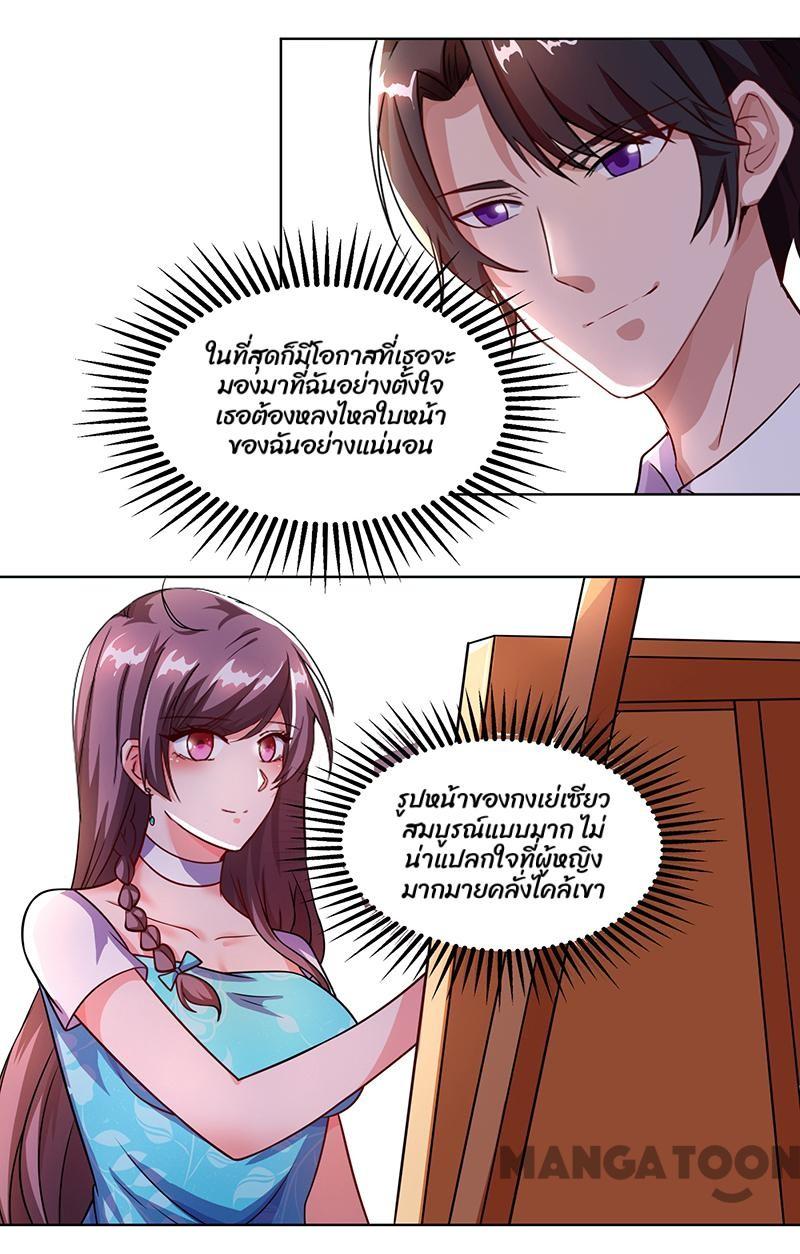 ในที่สุดก็มีโอกาสที่เธอจะ
มองมาที่ฉันอย่างตั้งใจ
เธอต้องหลงไหลใบหน้า
ของฉันอย่างแน่นอน
รูปหน้าของกงเย่เซียว
สมบูรณ์แบบมาก ไม่
น่าแปลกใจที่ผู้หญิง
มากมายคลั่งไคล้เขา
MANGATOON